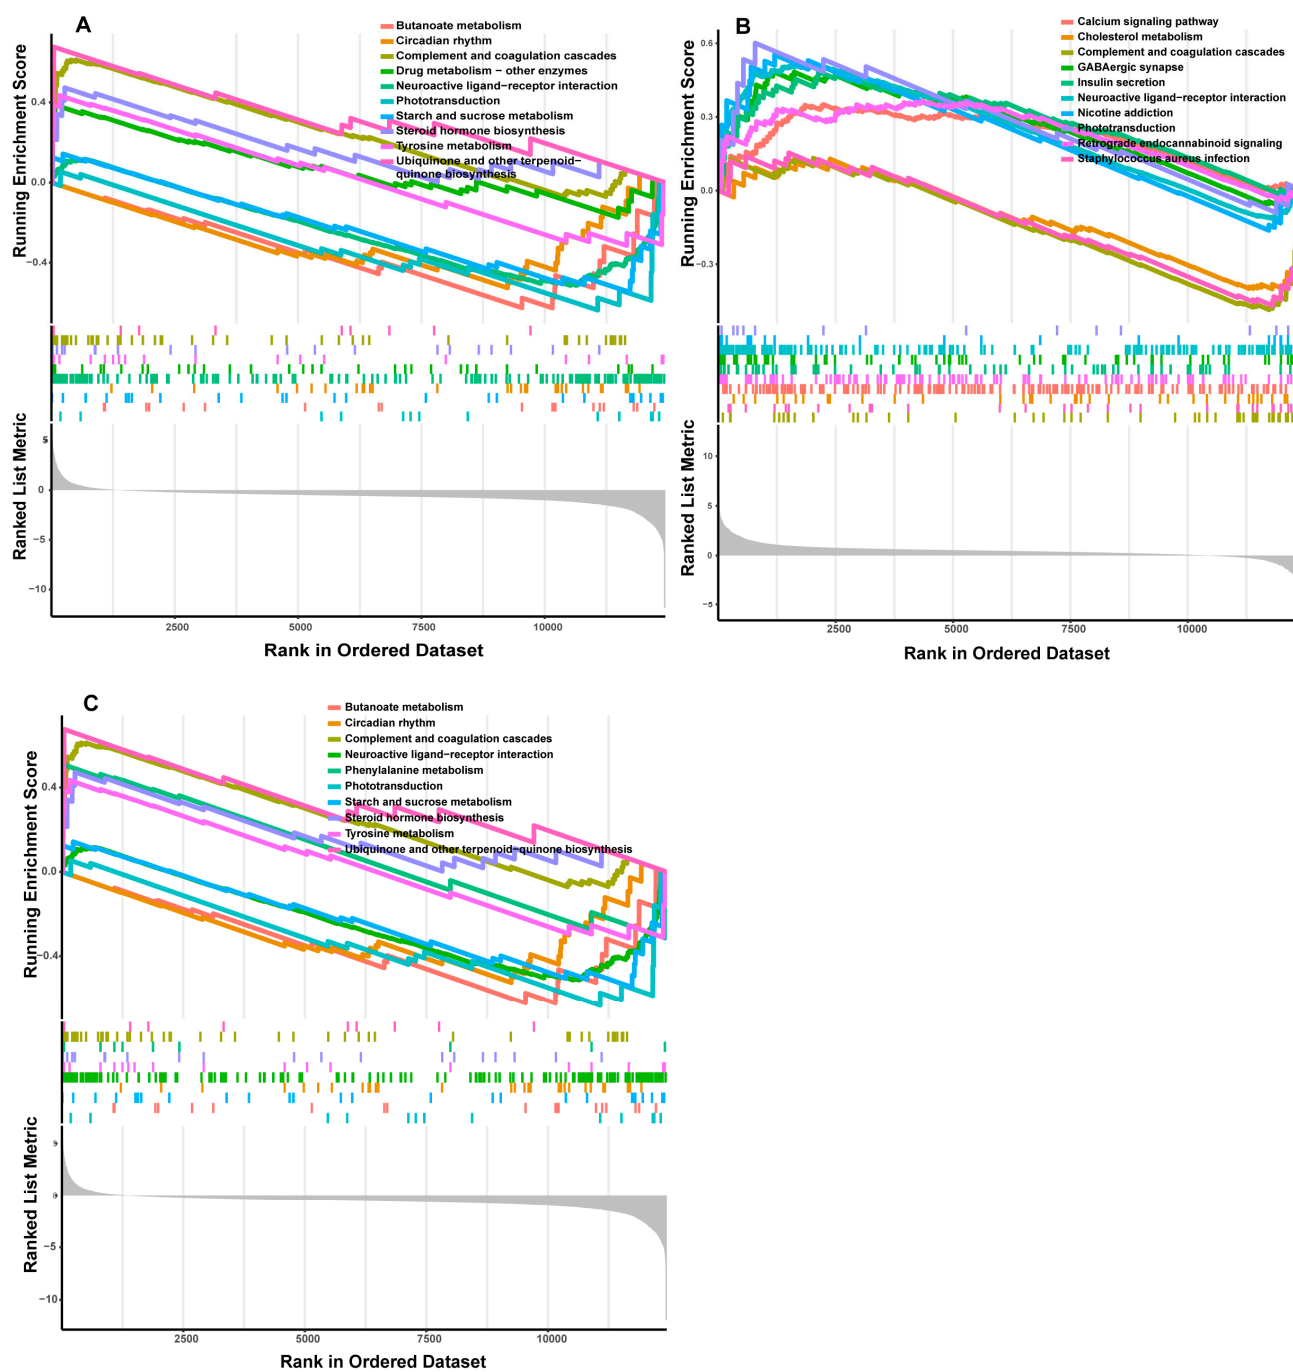 A
Butanoate metabolism
Circadian rhythm
Complement and coagulation cascades
Drug metabolism − other enzymes
Neuroactive ligand−receptor interaction
Phototransduction
Starch and sucrose metabolism
Steroid hormone biosynthesis
Tyrosine metabolism
Ubiquinone and other terpenoid−
quinone biosynthesis
Running Enrichment Score
0.4
0.0
−0.4
Ranked List Metric
5
0
−5
−10
2500
5000
7500
10000
Rank in Ordered Dataset
B
Calcium signaling pathway
Cholesterol metabolism
Complement and coagulation cascades
GABAergic synapse
Insulin secretion
Neuroactive ligand−receptor interaction
Nicotine addiction
Phototransduction
Retrograde endocannabinoid signaling
Staphylococcus aureus infection
Running Enrichment Score
0.6
0.3
0.0
−0.3
Ranked List Metric
10
5
0
−5
2500
5000
7500
10000
Rank in Ordered Dataset
C
Butanoate metabolism
Circadian rhythm
Complement and coagulation cascades
Neuroactive ligand−receptor interaction
Phenylalanine metabolism
Phototransduction
Starch and sucrose metabolism
Steroid hormone biosynthesis
Tyrosine metabolism
Ubiquinone and other terpenoid−quinone biosynthesis
Running Enrichment Score
0.4
0.0
−0.4
Ranked List Metric
5
0
−5
−10
2500
5000
7500
10000
Rank in Ordered Dataset